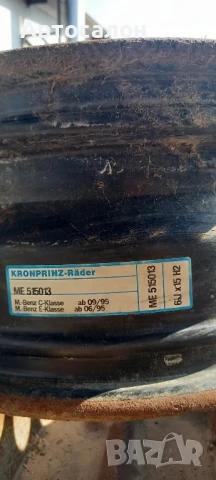 Автосалон
KRONPRINZ-Räder
ME 515013
M.-Benz C-Klasse ab 09/95
M.-Benz E-Klasse ab 06/95
ME 515013
6J x 15 H2
bazar